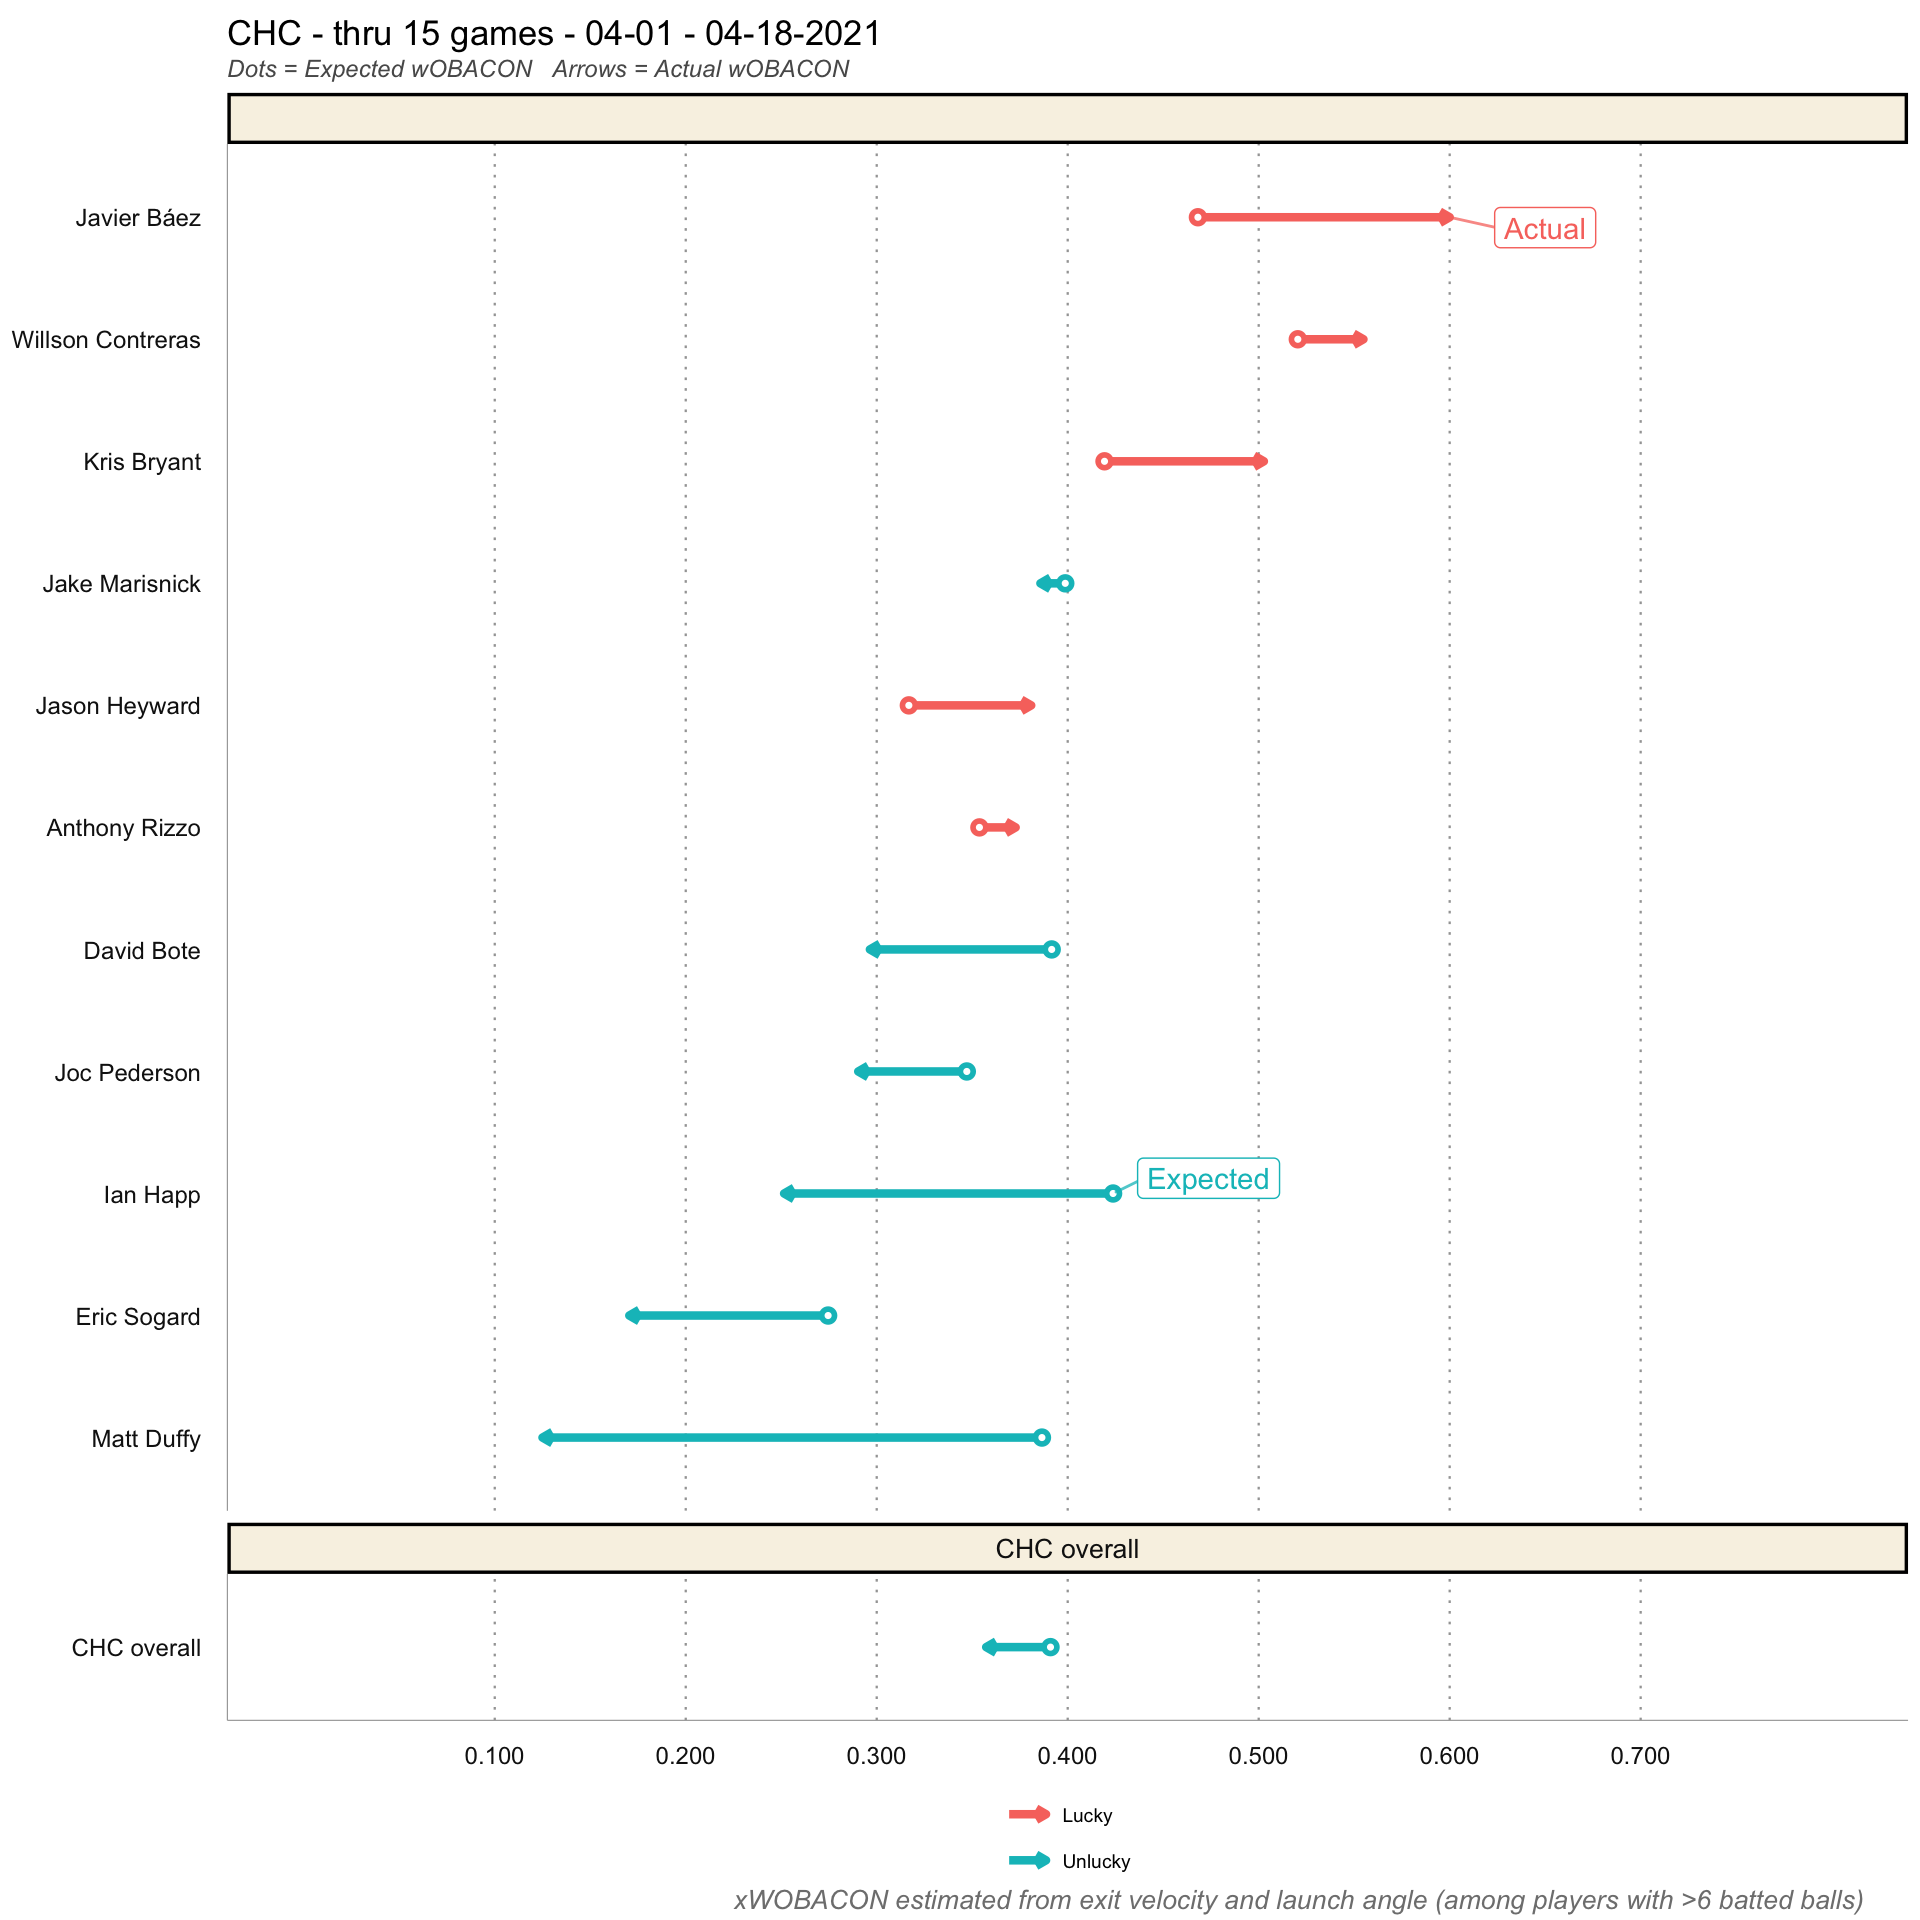 CHC - thru 15 games - 04-01 - 04-18-2021
Dots = Expected wOBACON   Arrows = Actual wOBACON
Javier Báez
Actual
Willson Contreras
Kris Bryant
Jake Marisnick
Jason Heyward
Anthony Rizzo
David Bote
Joc Pederson
Ian Happ
Expected
Eric Sogard
Matt Duffy
CHC overall
CHC overall
0.100 0.200 0.300 0.400 0.500 0.600 0.700
Lucky
Unlucky
xWOBACON estimated from exit velocity and launch angle (among players with >6 batted balls)